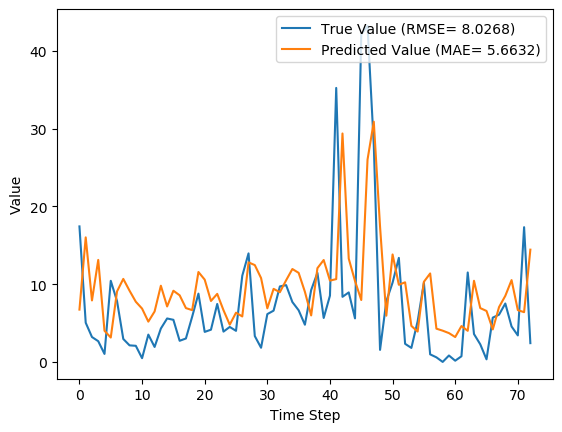 True Value (RMSE= 8.0268)
Predicted Value (MAE= 5.6632)
40
30
20
10
0
Value
0 10 20 30 40 50 60 70
Time Step